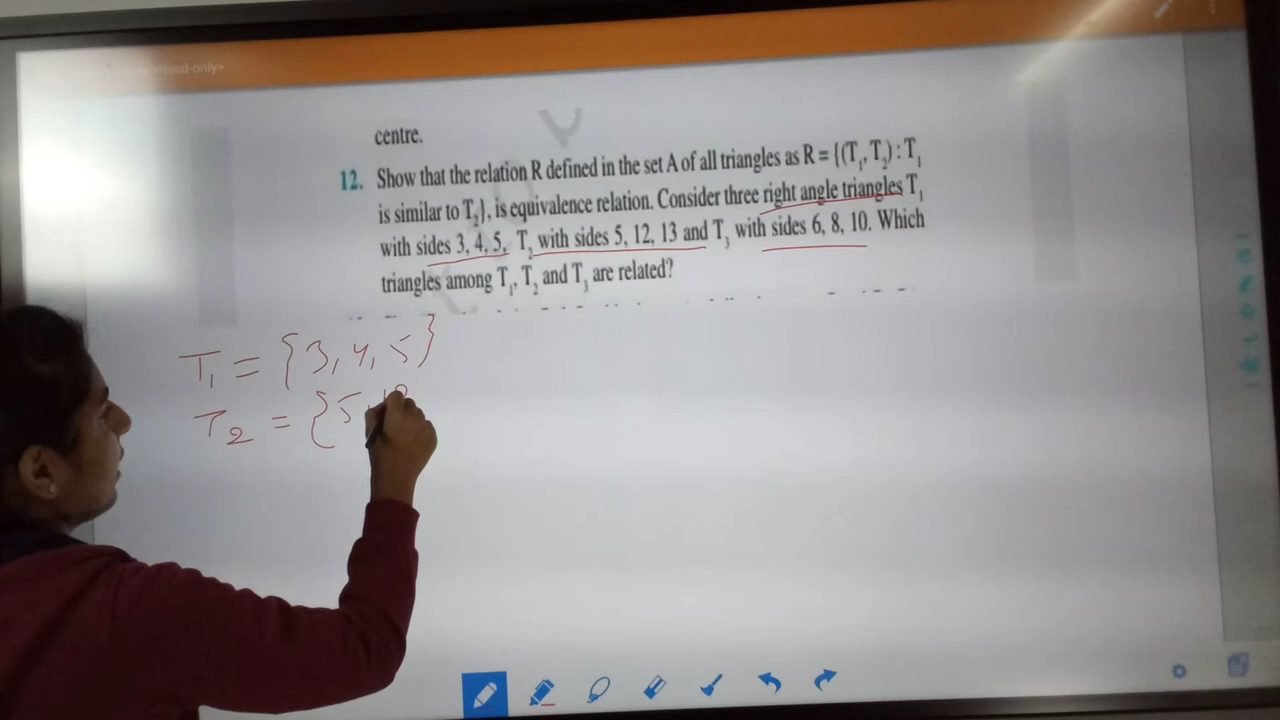 centre.
12. Show that the relation R defined in the set A of all triangles as R = {(T₁, T₂) : T₁
is similar to T₂}, is equivalence relation. Consider three right angle triangles T₁
with sides 3, 4, 5, T₂ with sides 5, 12, 13 and T₃ with sides 6, 8, 10. Which
triangles among T₁, T₂ and T₃ are related?
T₁ = {3, 4, 5}
T₂ = {5,